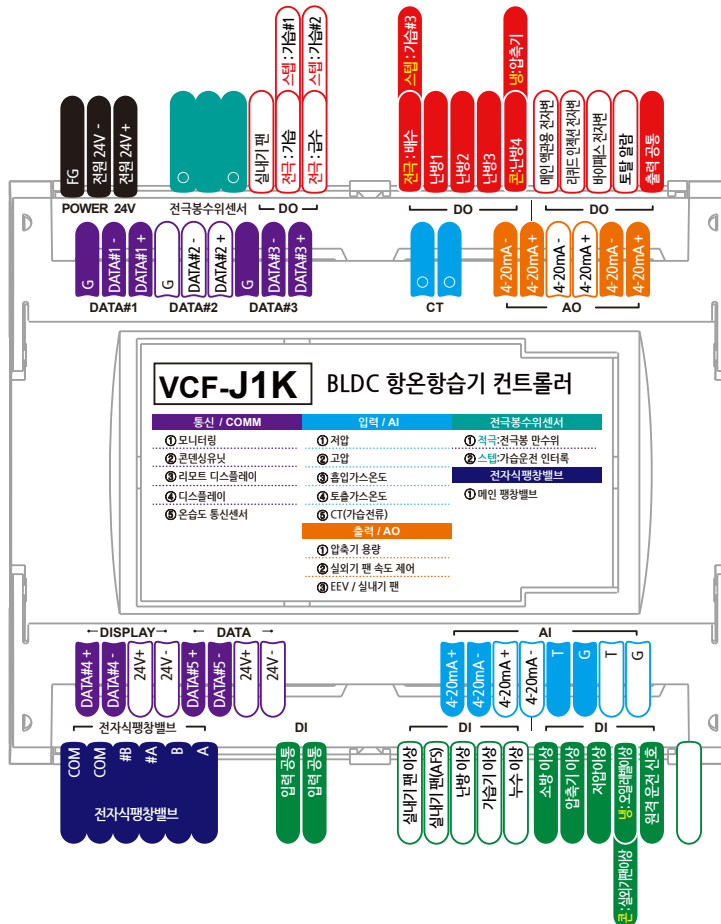 스텝 : 가습#1
스텝 : 가습#2
스텝 : 가습#3
냉:압축기
FG
전원 24V -
전원 24V +
실내기 팬
전극 : 가습
전극 : 급수
전극 : 배수
난방1
난방2
난방3
콘:난방4
메인 액관용 전자변
리퀴드 인젝션 전자변
바이패스 전자변
토탈 알람
출력 공통
POWER 24V
전극봉수위센서
DO
DO
DO
G
DATA#1 -
DATA#1 +
G
DATA#2 -
DATA#2 +
G
DATA#3 -
DATA#3 +
4-20mA -
4-20mA +
4-20mA -
4-20mA +
4-20mA -
4-20mA +
DATA#1
DATA#2
DATA#3
CT
AO
VCF-J1K
BLDC 항온항습기 컨트롤러
통신 / COMM
① 모니터링
② 콘덴싱유닛
③ 리모트 디스플레이
④ 디스플레이
⑤ 온습도 통신센서
입력 / AI
① 저압
② 고압
③ 흡입가스온도
④ 토출가스온도
⑤ CT(가습전류)
출력 / AO
① 압축기 용량
② 실외기 팬 속도 제어
③ EEV / 실내기 팬
전극봉수위센서
① 적극:전극봉 만수위
② 스텝:가습운전 인터록
전자식팽창밸브
① 메인 팽창밸브
DISPLAY
DATA
AI
DATA#4 +
DATA#4 -
24V+
24V-
DATA#5 +
DATA#5 -
24V+
24V-
4-20mA +
4-20mA -
4-20mA +
4-20mA -
T
G
T
G
전자식팽창밸브
DI
DI
DI
COM
COM
#B
#A
B
A
전자식팽창밸브
입력 공통
입력 공통
실내기 팬 이상
실내기 팬(AFS)
난방 이상
가습기 이상
누수 이상
소방 이상
압축기 이상
저압 이상
냉:오일레벨이상
원격 운전 신호
콘:실외기팬이상